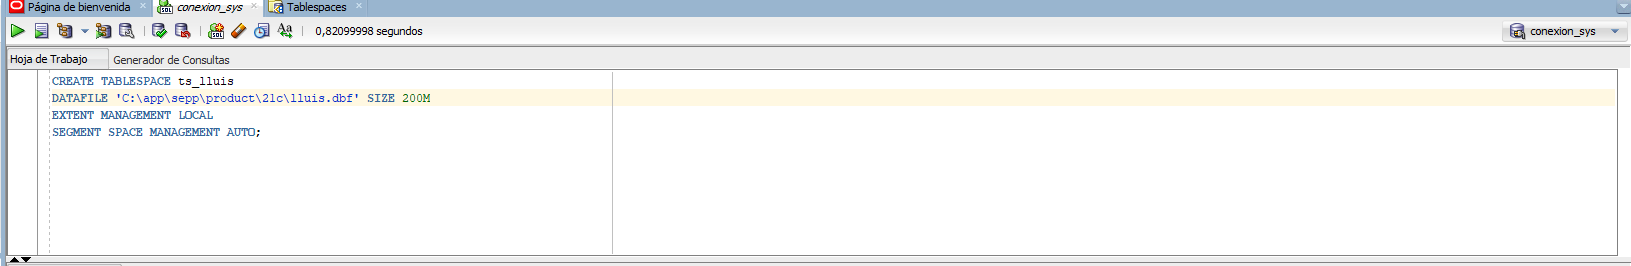 Página de bienvenida
conexion_sys
Tablespaces
SQL
0,82099998 segundos
conexion_sys
Hoja de Trabajo
Generador de Consultas
CREATE TABLESPACE ts_lluis
DATAFILE 'C:\app\sepp\product\21c\lluis.dbf' SIZE 200M
EXTENT MANAGEMENT LOCAL
SEGMENT SPACE MANAGEMENT AUTO;